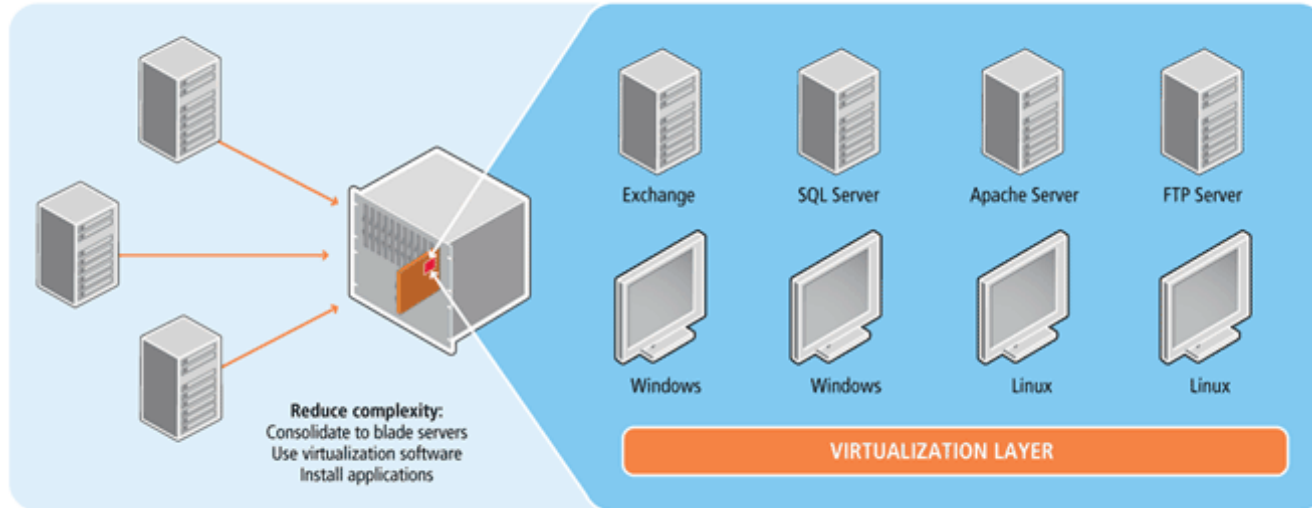 Reduce complexity:
Consolidate to blade servers
Use virtualization software
Install applications
Exchange
SQL Server
Apache Server
FTP Server
Windows
Windows
Linux
Linux
VIRTUALIZATION LAYER